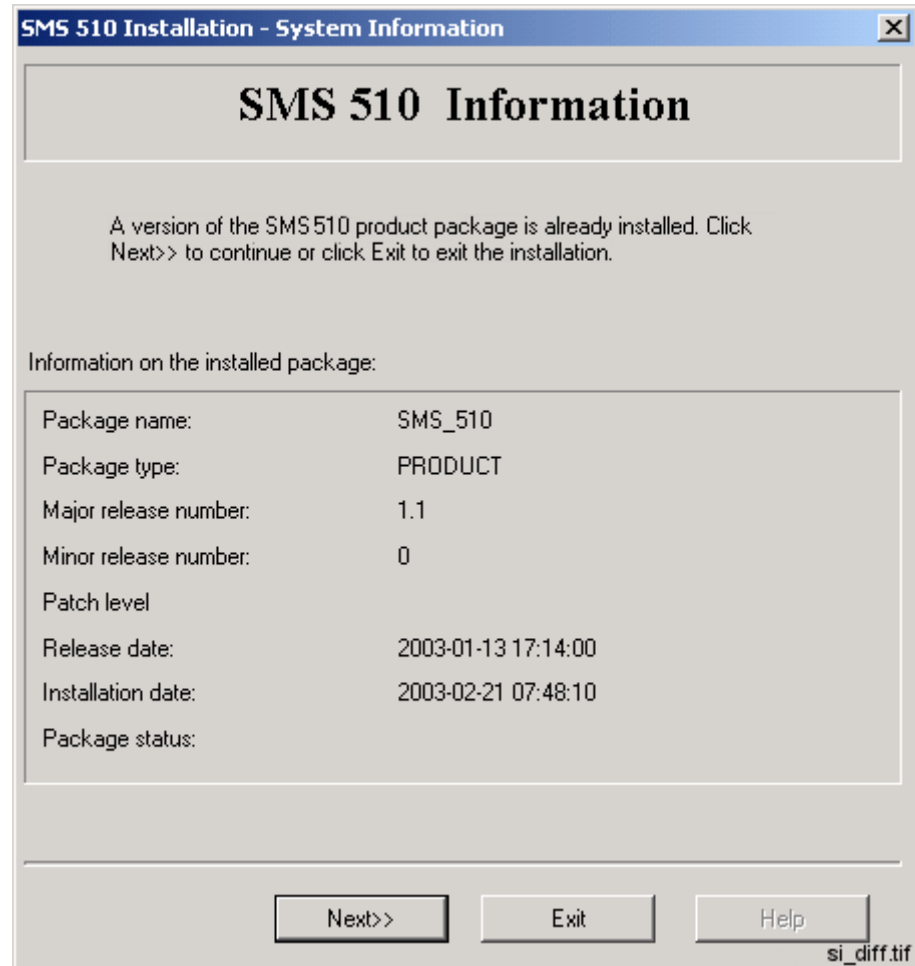 SMS 510 Installation - System Information
SMS 510 Information
A version of the SMS510 product package is already installed. Click
Next>> to continue or click Exit to exit the installation.
Information on the installed package:
Package name: SMS_510
Package type: PRODUCT
Major release number: 1.1
Minor release number: 0
Patch level
Release date: 2003-01-13 17:14:00
Installation date: 2003-02-21 07:48:10
Package status:
Next>> Exit Help
si_diff.tif